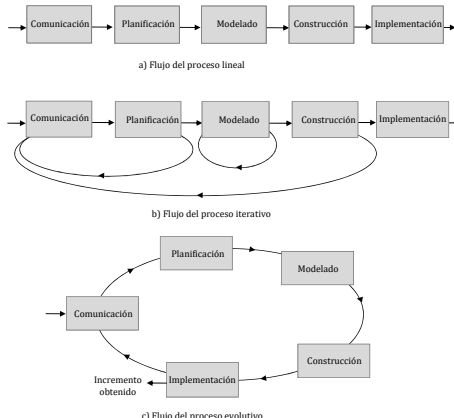 Comunicación Planificación Modelado Construcción Implementación
a) Flujo del proceso lineal
Comunicación Planificación Modelado Construcción Implementación
b) Flujo del proceso iterativo
Planificación
Modelado
Comunicación
Construcción
Implementación
Incremento
obtenido
c) Flujo del proceso evolutivo